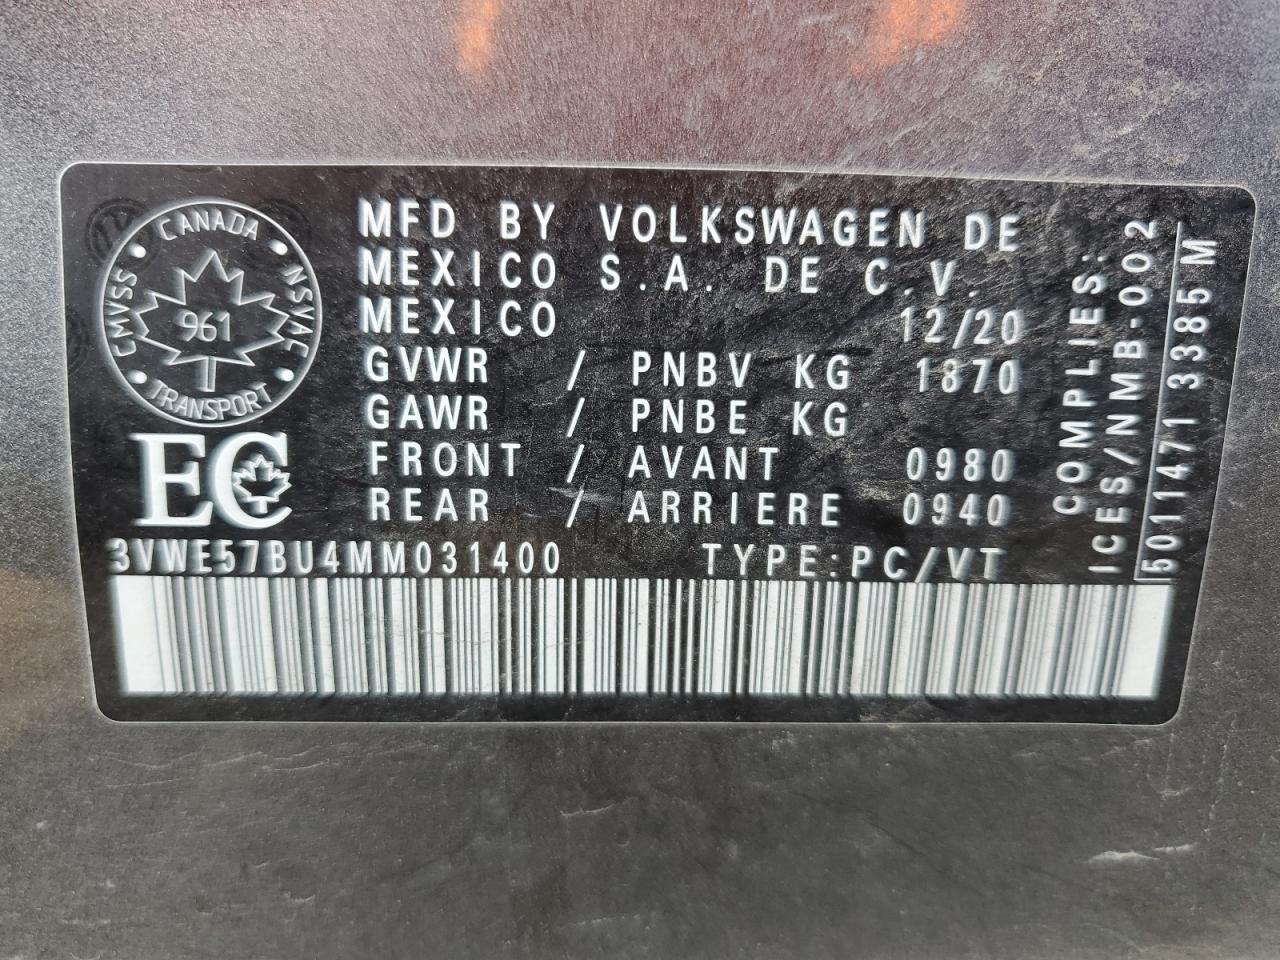 CANADA
CMVSS 961 NSVAC
TRANSPORT
EC
MFD BY VOLKSWAGEN DE
MEXICO S.A. DE C.V.
MEXICO 12/20
GVWR / PNBV KG 1870
GAWR / PNBE KG
FRONT / AVANT 0980
REAR / ARRIERE 0940
3VWE57BU4MM031400 TYPE:PC/VT
COMPLIES:
ICES/NMB-002
5011471 3385 M